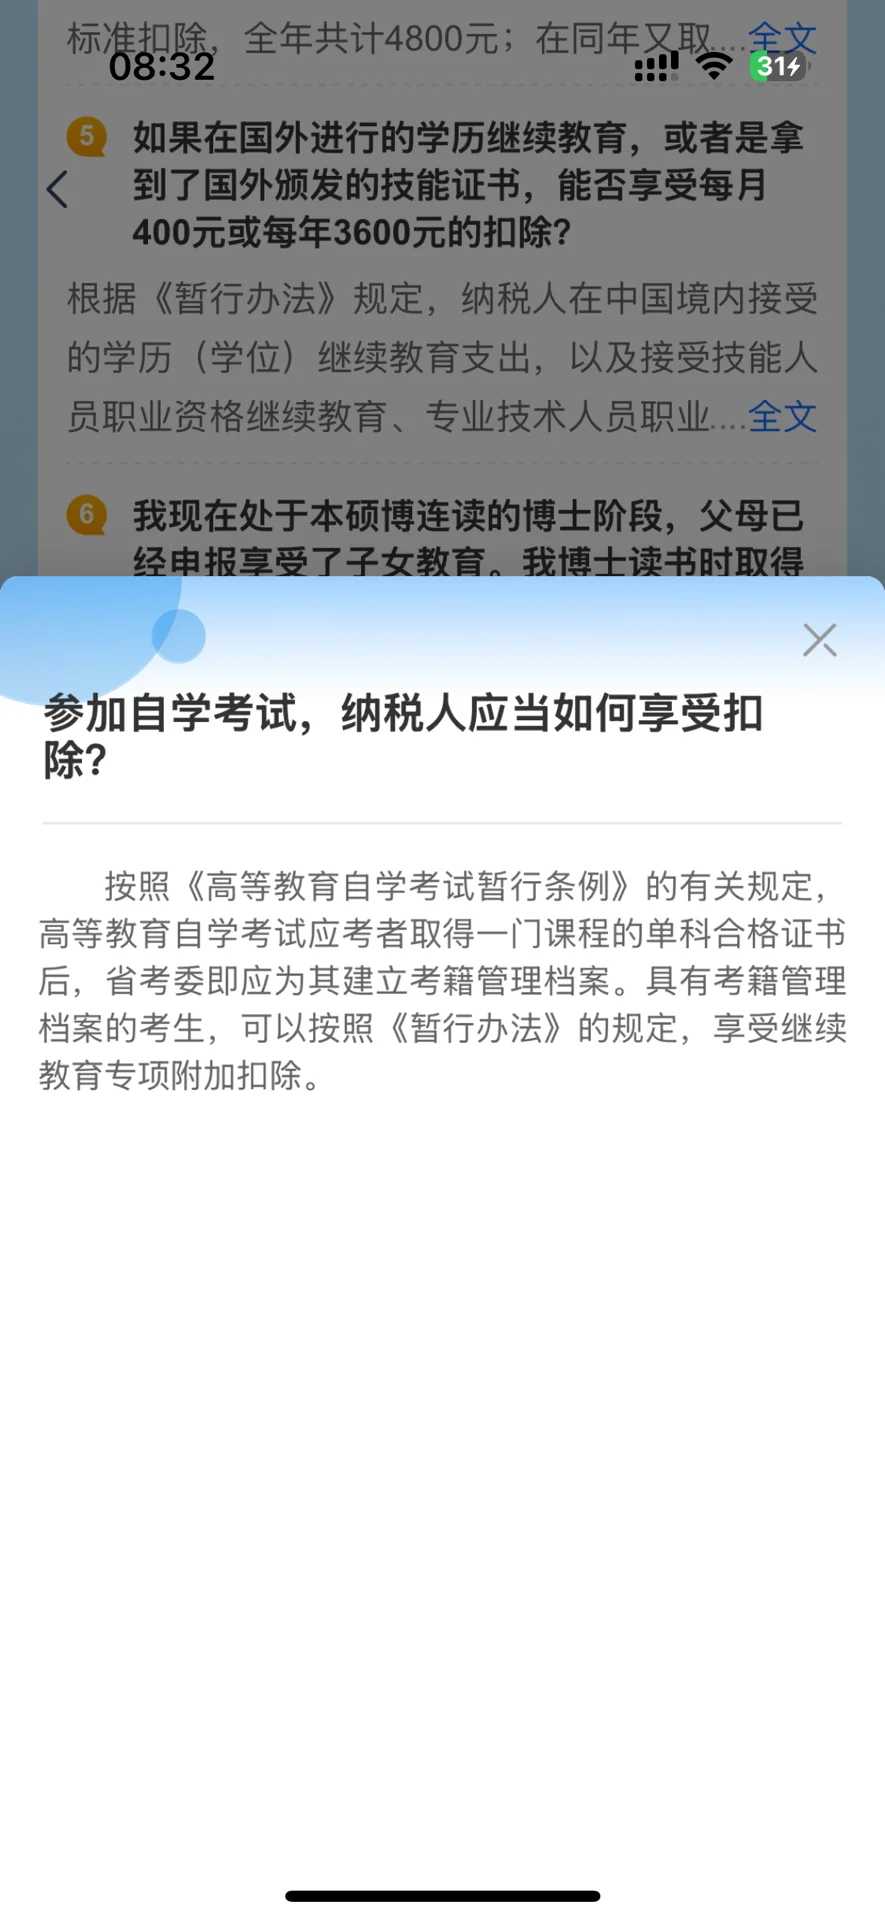 标准扣除，全年共计4800元；在同年又取....全文
08:32
31
5
如果在国外进行的学历继续教育，或者是拿
到了国外颁发的技能证书，能否享受每月
400元或每年3600元的扣除？
根据《暂行办法》规定，纳税人在中国境内接受
的学历（学位）继续教育支出，以及接受技能人
员职业资格继续教育、专业技术人员职业....全文
6
我现在处于本硕博连读的博士阶段，父母已
经申报享受了子女教育。我博士读书时取得
参加自学考试，纳税人应当如何享受扣
除？
按照《高等教育自学考试暂行条例》的有关规定，
高等教育自学考试应考者取得一门课程的单科合格证书
后，省考委即应为其建立考籍管理档案。具有考籍管理
档案的考生，可以按照《暂行办法》的规定，享受继续
教育专项附加扣除。